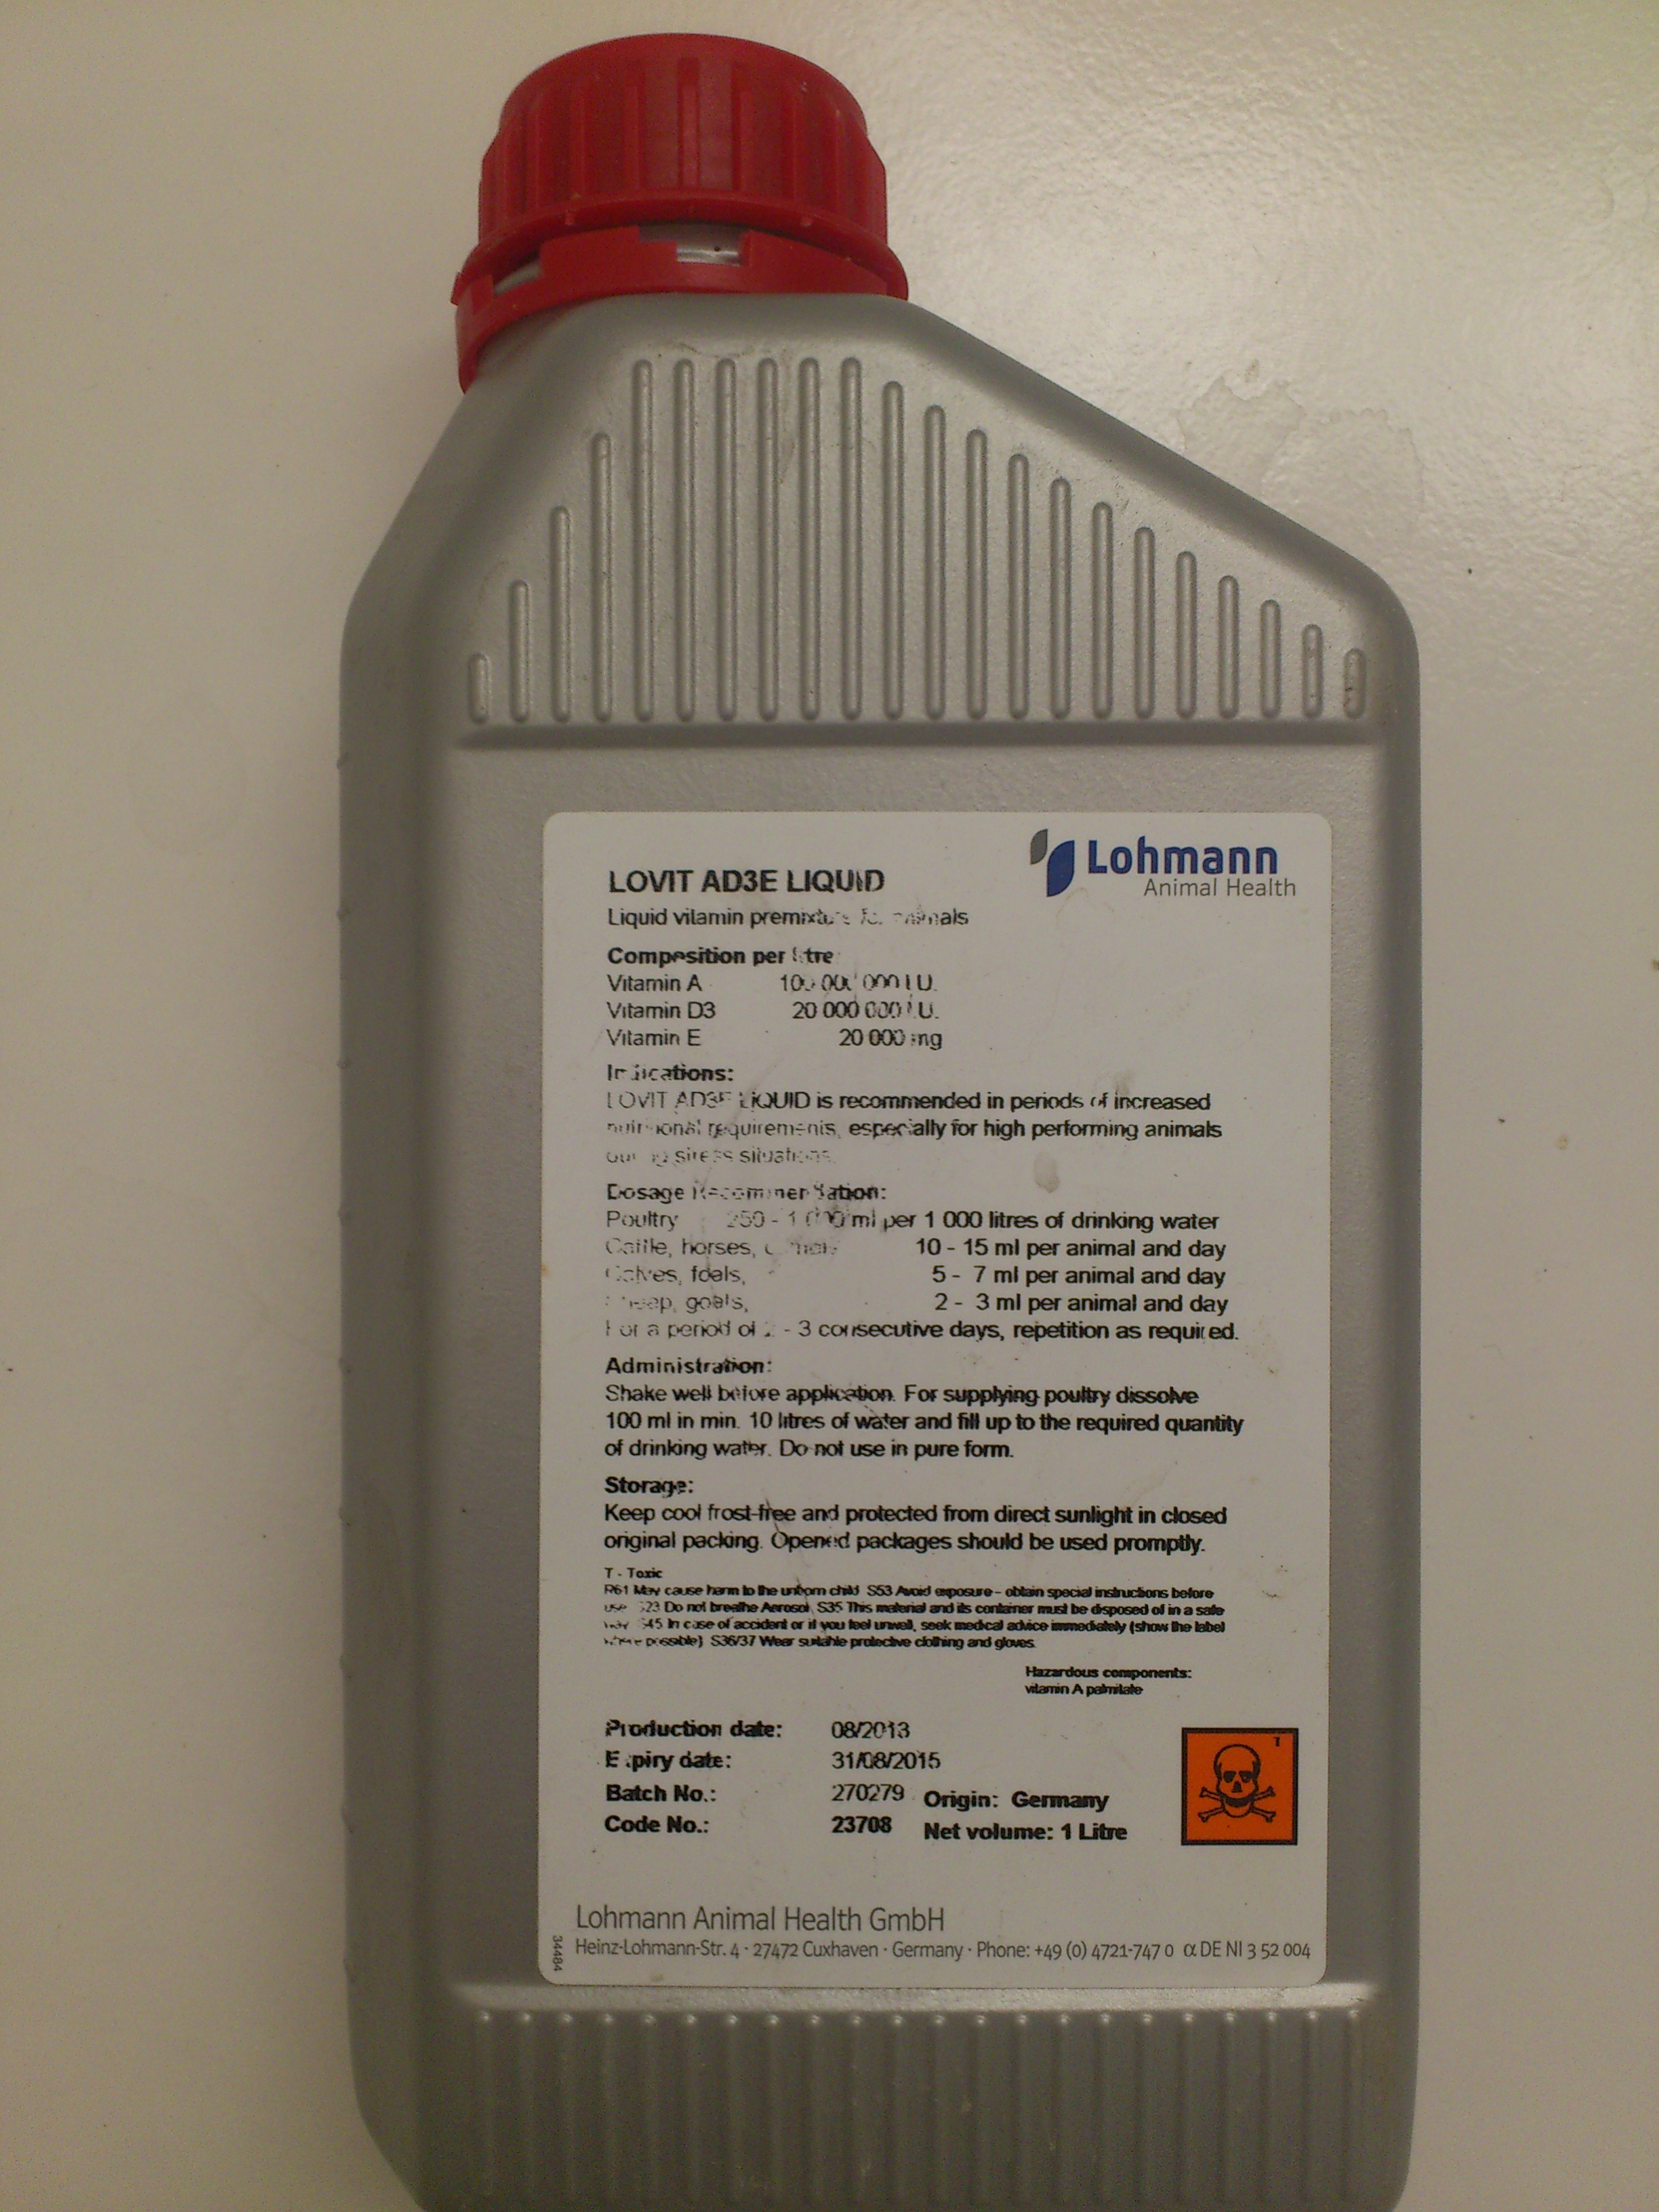 Lohmann
Animal Health
LOVIT AD3E LIQUID
Liquid vitamin premixture for animals
Composition per litre
Vitamin A 100 000 000 I.U.
Vitamin D3 20 000 000 I.U.
Vitamin E 20 000 mg
Indications:
LOVIT AD3E LIQUID is recommended in periods of increased
nutritional requirements, especially for high performing animals
during stress situations.
Dosage Recommendation:
Poultry 250 - 1 000 ml per 1 000 litres of drinking water
Cattle, horses, 10 - 15 ml per animal and day
Calves, foals, 5 - 7 ml per animal and day
Sheep, goats, 2 - 3 ml per animal and day
For a period of - 3 consecutive days, repetition as required.
Administration:
Shake well before application. For supplying poultry dissolve
100 ml in min. 10 litres of water and fill up to the required quantity
of drinking water. Do not use in pure form.
Storage:
Keep cool frost-free and protected from direct sunlight in closed
original packing. Opened packages should be used promptly.
T - Toxic
R61 May cause harm to the unborn child S53 Avoid exposure - obtain special instructions before
use S23 Do not breathe Aerosol, S35 This material and its container must be disposed of in a safe
way S45 In case of accident or if you feel unwell, seek medical advice immediately (show the label
where possible) S36/37 Wear suitable protective clothing and gloves
Hazardous components:
vitamin A palmitate
Production date: 08/2013
Expiry date: 31/08/2015
Batch No.: 270279 Origin: Germany
Code No.: 23708 Net volume: 1 Litre
T
Lohmann Animal Health GmbH
Heinz-Lohmann-Str. 4 · 27472 Cuxhaven · Germany · Phone: +49 (0) 4721-747 0 α DE NI 3 52 004
34484